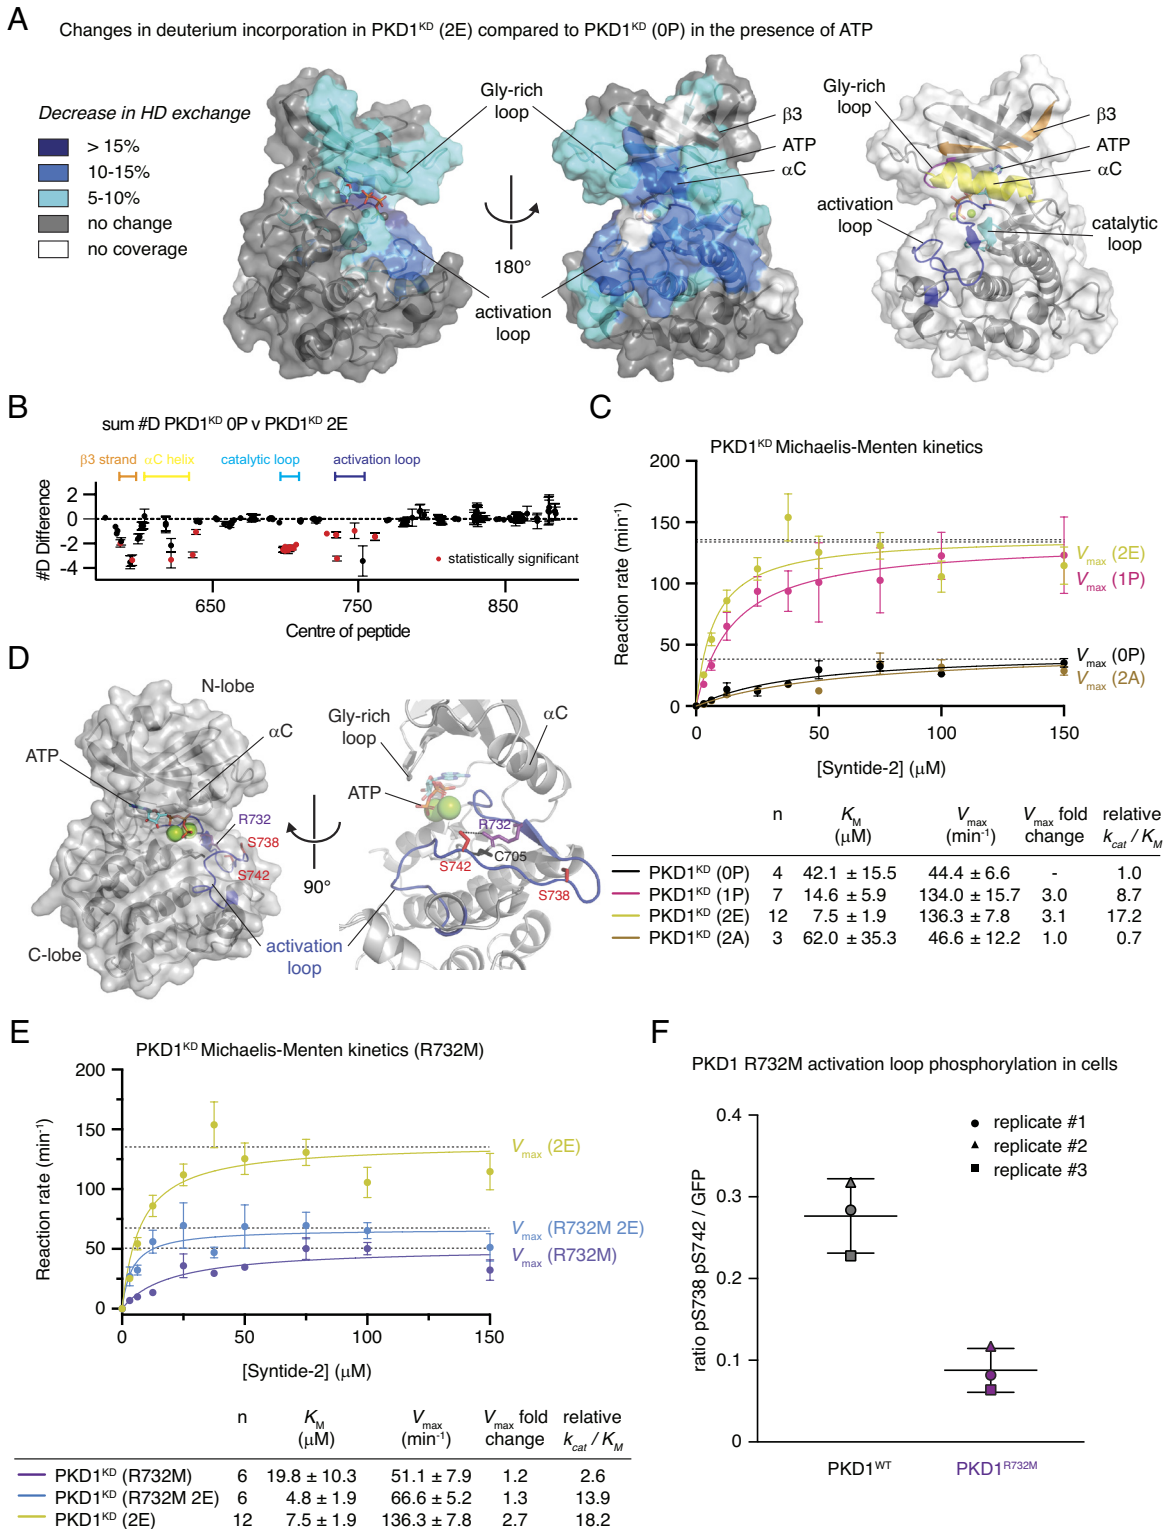 A
Changes in deuterium incorporation in PKD1KD (2E) compared to PKD1KD (0P) in the presence of ATP
Decrease in HD exchange
> 15%
10-15%
5-10%
no change
no coverage
Gly-rich
loop
β3
ATP
αC
180°
activation
loop
Gly-rich
loop
β3
ATP
αC
activation
loop
catalytic
loop
B
sum #D PKD1KD 0P v PKD1KD 2E
β3 strand
αC helix
catalytic loop
activation loop
#D Difference
2
0
-2
-4
statistically significant
650
750
850
Centre of peptide
C
PKD1KD Michaelis-Menten kinetics
Reaction rate (min-1)
200
150
100
50
0
Vmax (2E)
Vmax (1P)
Vmax (0P)
Vmax (2A)
0
50
100
150
[Syntide-2] (μM)
n KM (μM) Vmax (min-1) Vmax fold change relative kcat / KM
PKD1KD (0P) 4 42.1 ± 15.5 44.4 ± 6.6 - 1.0
PKD1KD (1P) 7 14.6 ± 5.9 134.0 ± 15.7 3.0 8.7
PKD1KD (2E) 12 7.5 ± 1.9 136.3 ± 7.8 3.1 17.2
PKD1KD (2A) 3 62.0 ± 35.3 46.6 ± 12.2 1.0 0.7
D
N-lobe
αC
ATP
R732
S738
S742
C-lobe
activation
loop
90°
Gly-rich
loop
αC
ATP
R732
C705
S742
S738
E
PKD1KD Michaelis-Menten kinetics (R732M)
Reaction rate (min-1)
200
150
100
50
0
Vmax (2E)
Vmax (R732M 2E)
Vmax (R732M)
0
50
100
150
[Syntide-2] (μM)
n KM (μM) Vmax (min-1) Vmax fold change relative kcat / KM
PKD1KD (R732M) 6 19.8 ± 10.3 51.1 ± 7.9 1.2 2.6
PKD1KD (R732M 2E) 6 4.8 ± 1.9 66.6 ± 5.2 1.3 13.9
PKD1KD (2E) 12 7.5 ± 1.9 136.3 ± 7.8 2.7 18.2
F
PKD1 R732M activation loop phosphorylation in cells
ratio pS738 pS742 / GFP
0.4
0.3
0.2
0.1
0
replicate #1
replicate #2
replicate #3
PKD1WT
PKD1R732M